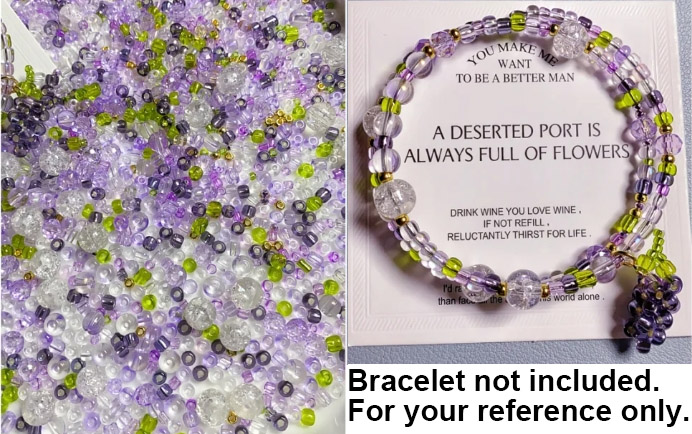 YOU MAKE ME
WANT
TO BE A BETTER MAN
A DESERTED PORT IS
ALWAYS FULL OF FLOWERS
DRINK WINE YOU LOVE WINE ,
IF NOT REFILL ,
RELUCTANTLY THIRST FOR LIFE .
I'd
than the this world alone .
Bracelet not included.
For your reference only.